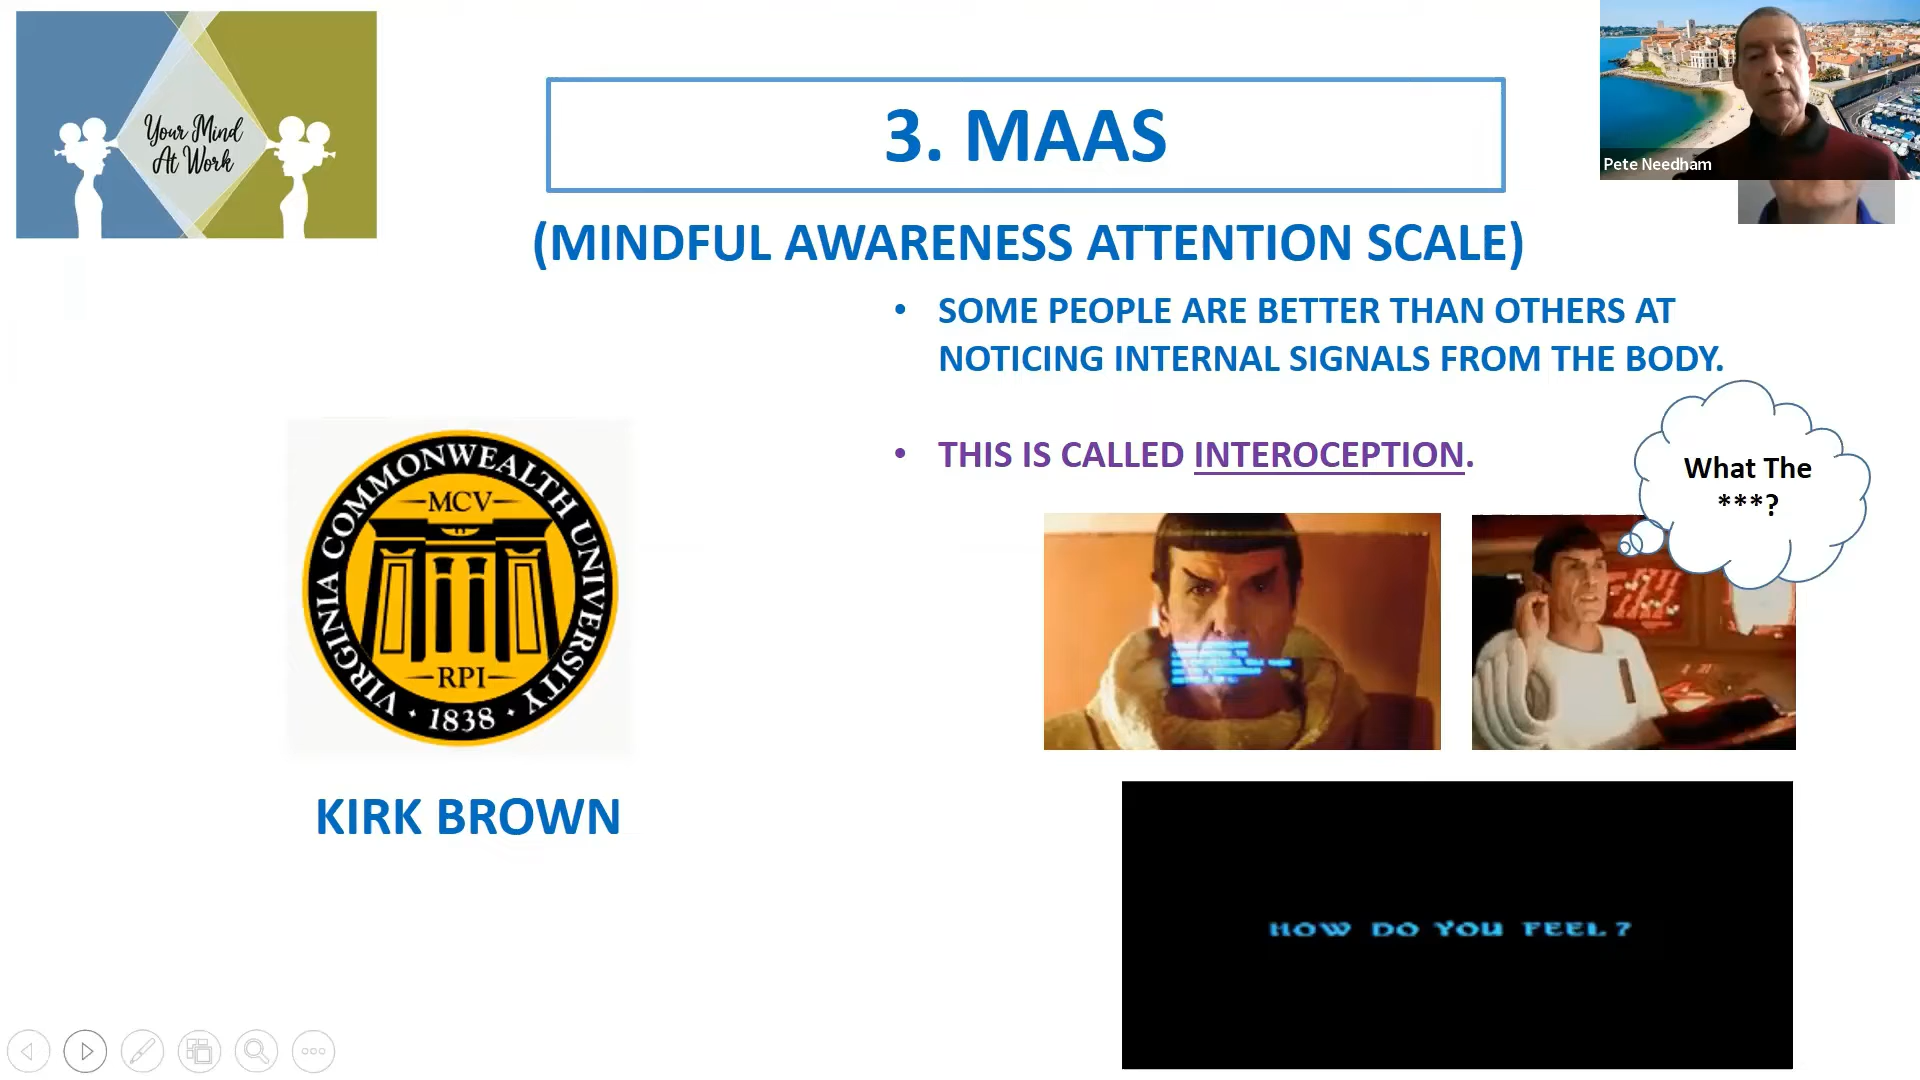 Your Mind
At Work
3. MAAS
(MINDFUL AWARENESS ATTENTION SCALE)
Pete Needham
• SOME PEOPLE ARE BETTER THAN OTHERS AT
NOTICING INTERNAL SIGNALS FROM THE BODY.
• THIS IS CALLED INTEROCEPTION.
What The
***?
VIRGINIA COMMONWEALTH UNIVERSITY
MCV
RPI
· 1838 ·
KIRK BROWN
HOW DO YOU FEEL?